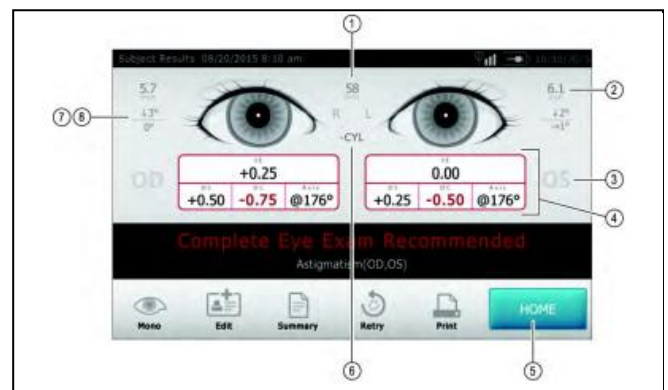 ①
Subject Results 08/20/2015 8:10 am
5.7
58
6.1
②
⑦⑧
↓3°
0°
R L
↓2°
→1°
-CYL
OD
SE
+0.25
DS DC Axis
+0.50 -0.75 @176°
SE
0.00
DS DC Axis
+0.25 -0.50 @176°
OS
③
④
Complete Eye Exam Recommended
Astigmatism(OD,OS)
Mono
Edit
Summary
Retry
Print
HOME
⑥
⑤